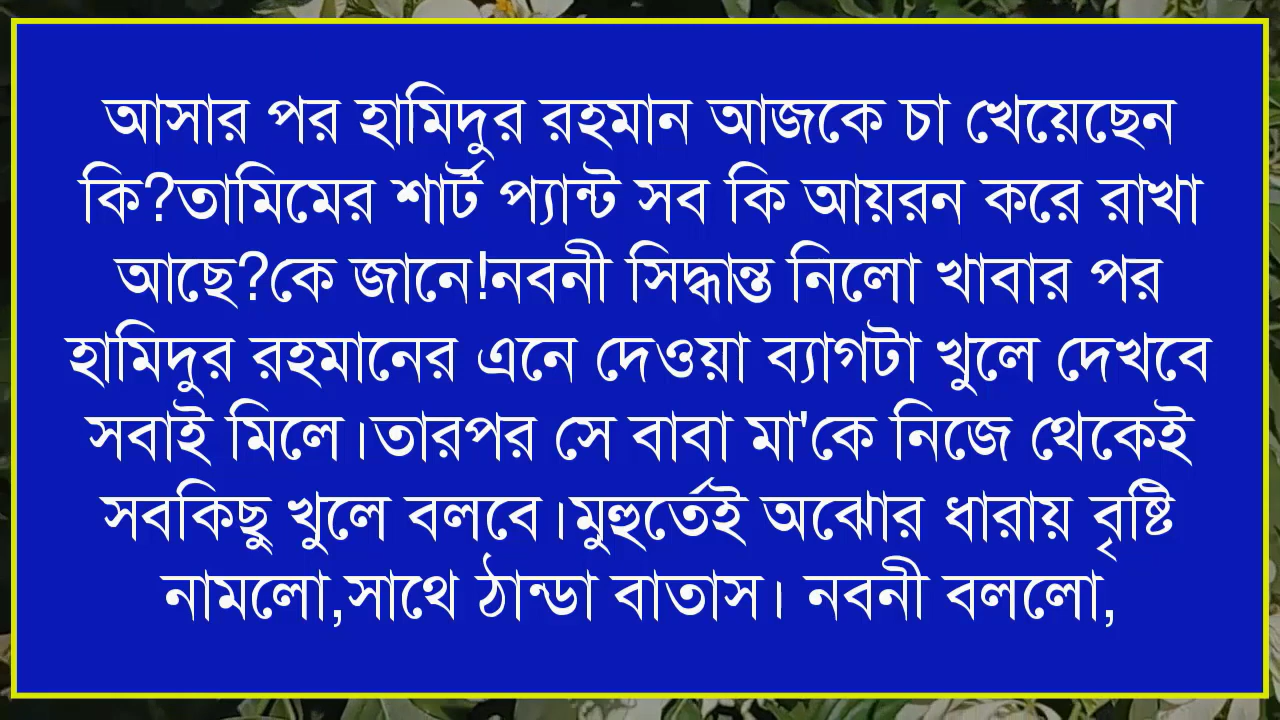 আসার পর হামিদুর রহমান আজকে চা খেয়েছেন
কি?তামিমের শার্ট প্যান্ট সব কি আয়রন করে রাখা
আছে?কে জানে!নবনী সিদ্ধান্ত নিলো খাবার পর
হামিদুর রহমানের এনে দেওয়া ব্যাগটা খুলে দেখবে
সবাই মিলে।তারপর সে বাবা মা'কে নিজে থেকেই
সবকিছু খুলে বলবে।মুহুর্তেই অঝোর ধারায় বৃষ্টি
নামলো,সাথে ঠান্ডা বাতাস। নবনী বললো,